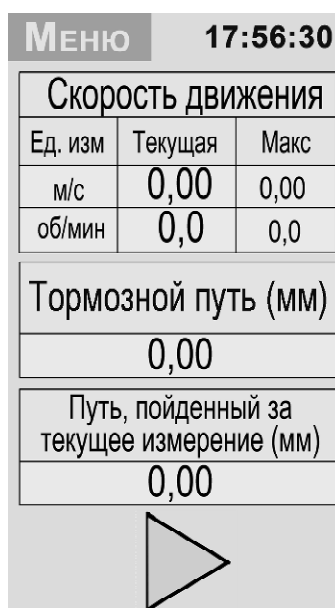 Меню 17:56:30
Скорость движения
Ед. изм Текущая Макс
м/с 0,00 0,00
об/мин 0,0 0,0
Тормозной путь (мм)
0,00
Путь, пойденный за
текущее измерение (мм)
0,00